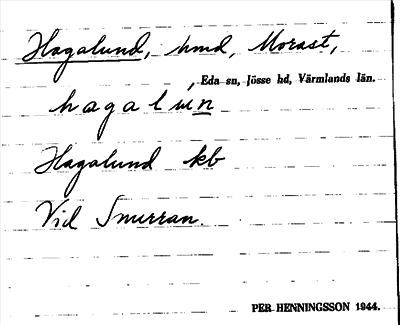 Hagalund, hmd, Morast,
Eda sn, Jösse hd, Värmlands län.
hagalún
Hagalund kb
Vid Smurran.
PER HENNINGSSON 1944.